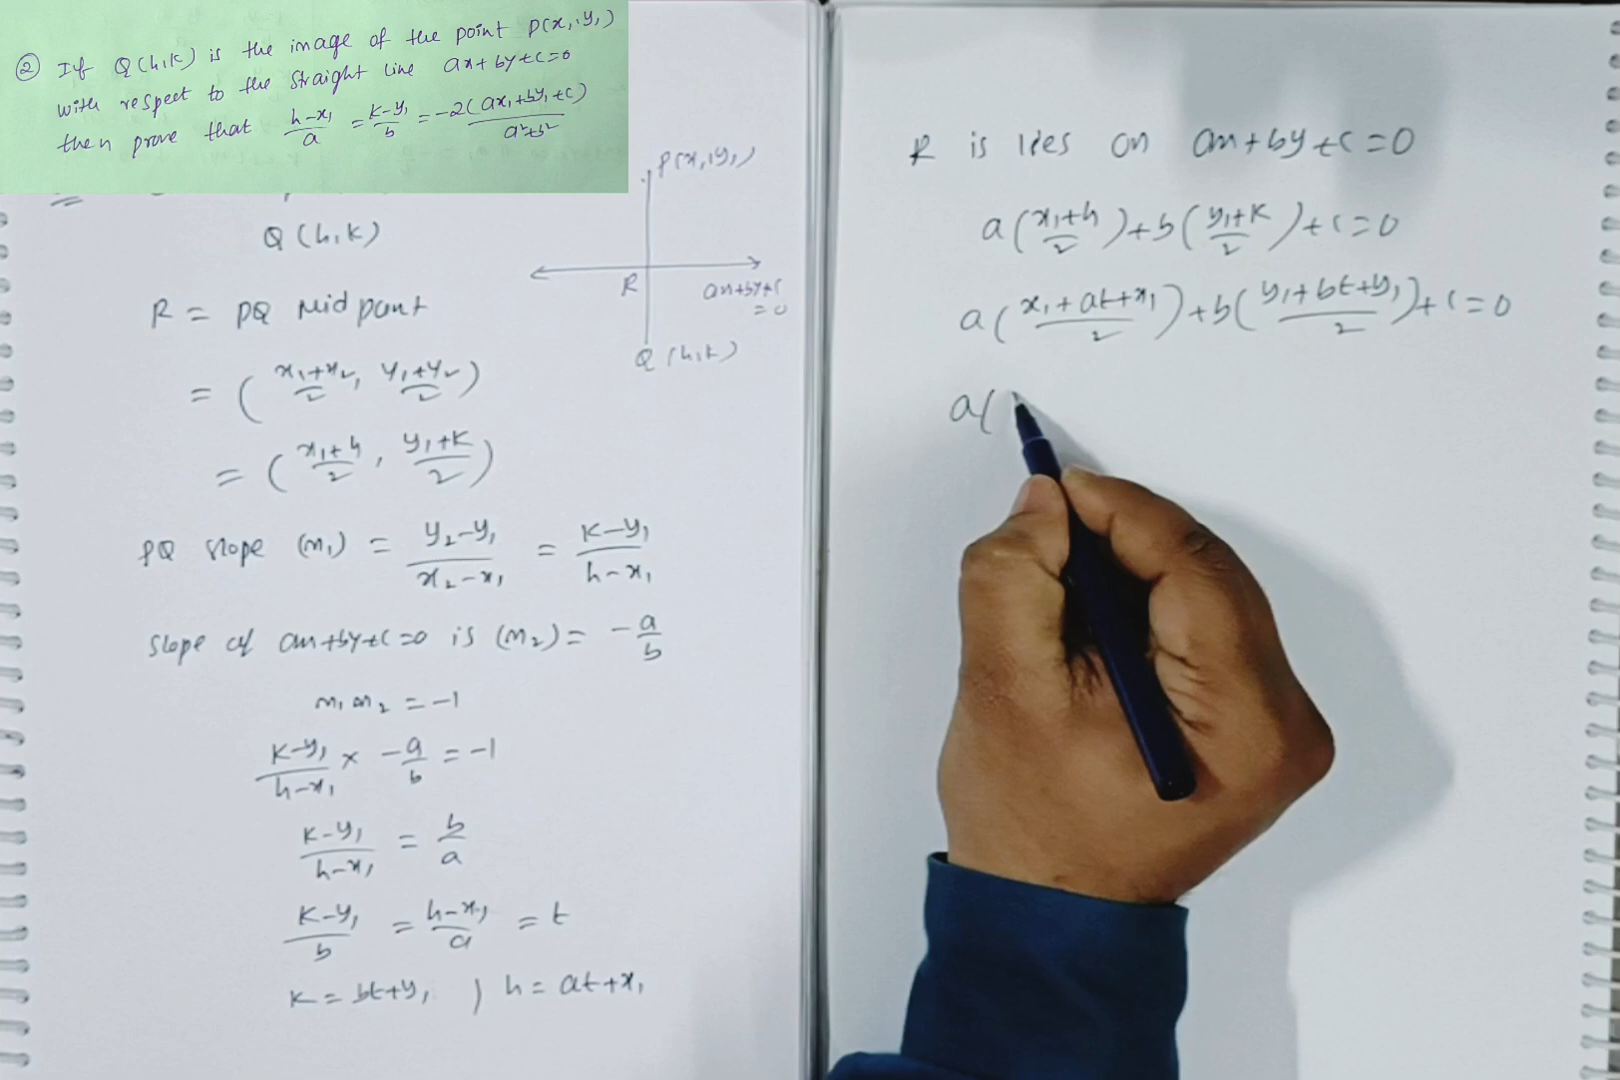 ② If Q(h,k) is the image of the point P(x₁,y₁)
with respect to the straight line ax+by+c=0
then prove that (h-x₁)/a = (k-y₁)/b = -2(ax₁+by₁+c)/(a²+b²)
Q(h,k)
R = PQ Mid point
= ((x₁+x₂)/2, (y₁+y₂)/2)
= ((x₁+h)/2, (y₁+k)/2)
PQ slope (m₁) = (y₂-y₁)/(x₂-x₁) = (k-y₁)/(h-x₁)
Slope of ax+by+c=0 is (m₂) = -a/b
m₁m₂ = -1
(k-y₁)/(h-x₁) × -a/b = -1
(k-y₁)/(h-x₁) = b/a
(k-y₁)/b = (h-x₁)/a = t
k = bt+y₁ ) h = at+x₁
P(x₁,y₁)
R
ax+by+c
=0
Q(h,k)
R is lies on ax+by+c=0
a((x₁+h)/2)+b((y₁+k)/2)+c=0
a((x₁+at+x₁)/2)+b((y₁+bt+y₁)/2)+c=0
a(